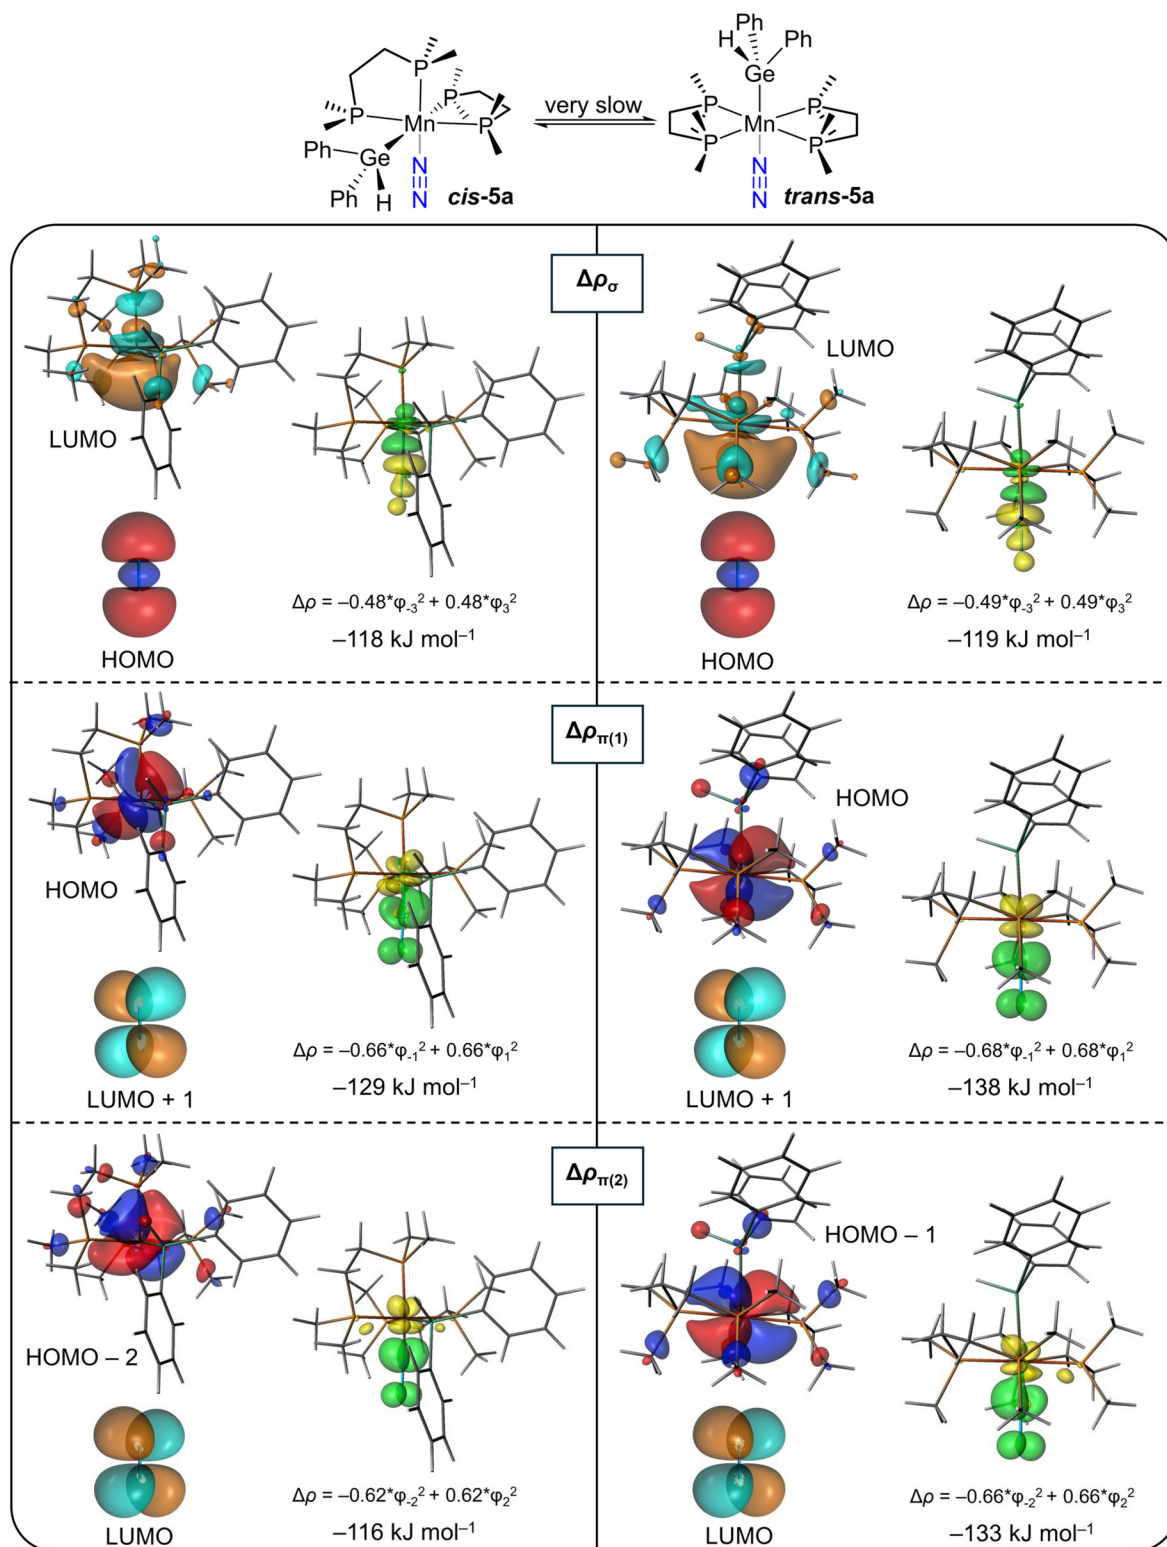 Ph
Ph
H
Ge
P
P
P
P
Mn
Ph
Ge
Ph
H
N
N
cis-5a
very slow
P
P
P
P
Mn
N
N
trans-5a
Δρσ
LUMO
HOMO
Δρ = –0.48*φ-3² + 0.48*φ3²
–118 kJ mol⁻¹
LUMO
HOMO
Δρ = –0.49*φ-3² + 0.49*φ3²
–119 kJ mol⁻¹
Δρπ(1)
HOMO
LUMO + 1
Δρ = –0.66*φ-1² + 0.66*φ1²
–129 kJ mol⁻¹
HOMO
LUMO + 1
Δρ = –0.68*φ-1² + 0.68*φ1²
–138 kJ mol⁻¹
Δρπ(2)
HOMO – 2
LUMO
Δρ = –0.62*φ-2² + 0.62*φ2²
–116 kJ mol⁻¹
HOMO – 1
LUMO
Δρ = –0.66*φ-2² + 0.66*φ2²
–133 kJ mol⁻¹